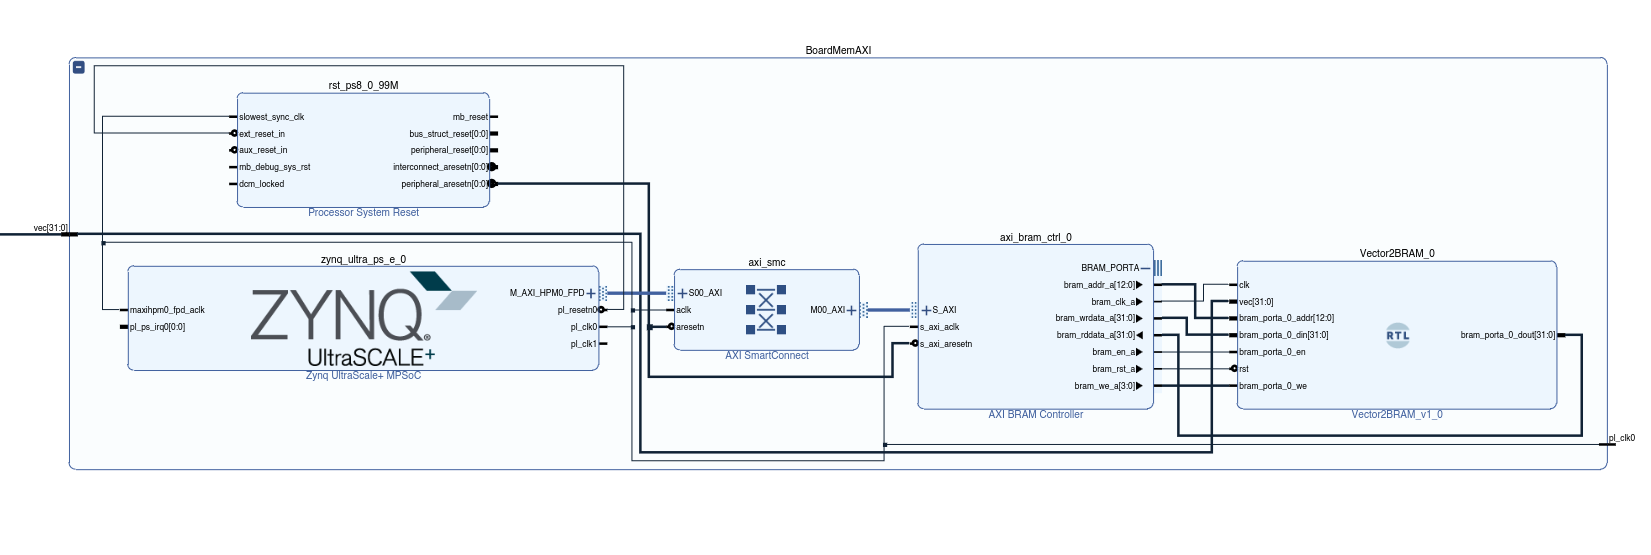 BoardMemAXI
rst_ps8_0_99M
slowest_sync_clk
ext_reset_in
aux_reset_in
mb_debug_sys_rst
dcm_locked
mb_reset
bus_struct_reset[0:0]
peripheral_reset[0:0]
interconnect_aresetn[0:0]
peripheral_aresetn[0:0]
Processor System Reset
vec[31:0]
zynq_ultra_ps_e_0
maxihpm0_fpd_aclk
pl_ps_irq0[0:0]
ZYNQ®
UltraSCALE+
M_AXI_HPM0_FPD
pl_resetn0
pl_clk0
pl_clk1
Zynq UltraScale+ MPSoC
axi_smc
S00_AXI
aclk
aresetn
M00_AXI
AXI SmartConnect
axi_bram_ctrl_0
S_AXI
s_axi_aclk
s_axi_aresetn
BRAM_PORTA
bram_addr_a[12:0]
bram_clk_a
bram_wrdata_a[31:0]
bram_rddata_a[31:0]
bram_en_a
bram_rst_a
bram_we_a[3:0]
AXI BRAM Controller
Vector2BRAM_0
clk
vec[31:0]
bram_porta_0_addr[12:0]
bram_porta_0_din[31:0]
bram_porta_0_en
rst
bram_porta_0_we
RTL
bram_porta_0_dout[31:0]
Vector2BRAM_v1_0
pl_clk0